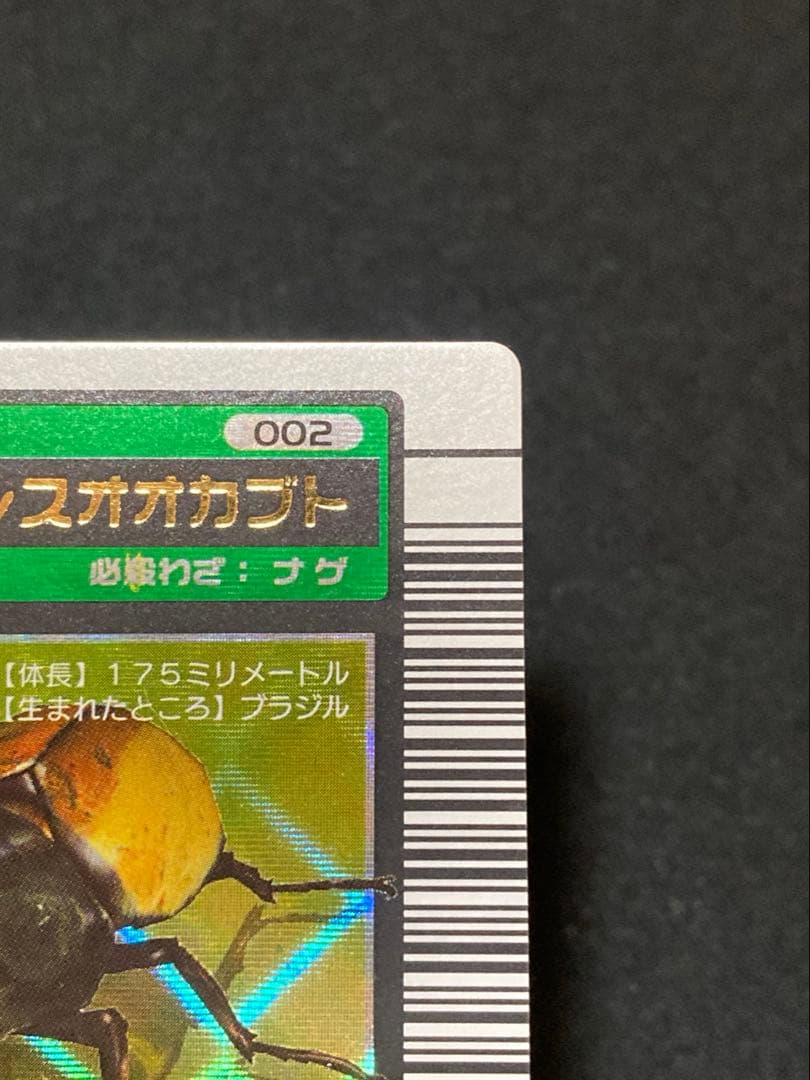 002
レスオオカブト
必殺わざ：ナゲ
【体長】175ミリメートル
【生まれたところ】ブラジル